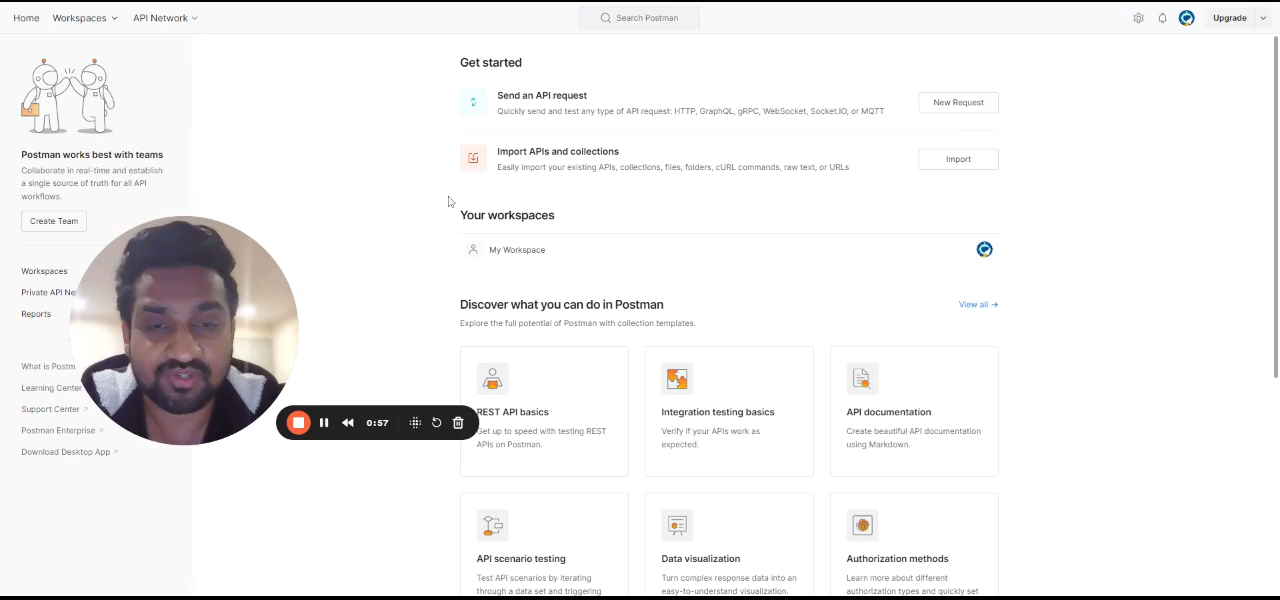 Home
Workspaces
API Network
Search Postman
Upgrade
Postman works best with teams
Collaborate in real-time and establish
a single source of truth for all API
workflows.
Create Team
Workspaces
Private API Ne
Reports
What is Postm
Learning Center
Support Center
Postman Enterprise
Download Desktop App
Get started
Send an API request
Quickly send and test any type of API request: HTTP, GraphQL, gRPC, WebSocket, Socket.IO, or MQTT
New Request
Import APIs and collections
Easily import your existing APIs, collections, files, folders, cURL commands, raw text, or URLs
Import
Your workspaces
My Workspace
Discover what you can do in Postman
View all →
Explore the full potential of Postman with collection templates.
REST API basics
Get up to speed with testing REST
APIs on Postman.
Integration testing basics
Verify if your APIs work as
expected.
API documentation
Create beautiful API documentation
using Markdown.
0:57
API scenario testing
Test API scenarios by iterating
through a data set and triggering
Data visualization
Turn complex response data into an
easy-to-understand visualization.
Authorization methods
Learn more about different
authorization types and quickly set